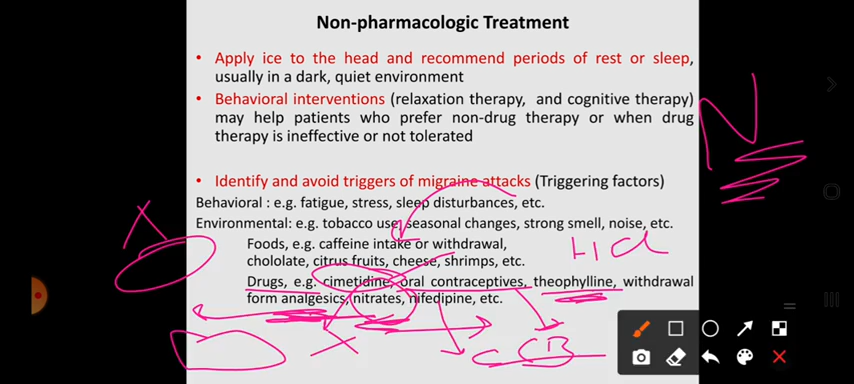 Non-pharmacologic Treatment
• Apply ice to the head and recommend periods of rest or sleep,
usually in a dark, quiet environment
• Behavioral interventions (relaxation therapy, and cognitive therapy)
may help patients who prefer non-drug therapy or when drug
therapy is ineffective or not tolerated
• Identify and avoid triggers of migraine attacks (Triggering factors)
Behavioral : e.g. fatigue, stress, sleep disturbances, etc.
Environmental: e.g. tobacco use, seasonal changes, strong smell, noise, etc.
Foods, e.g. caffeine intake or withdrawal,
chololate, citrus fruits, cheese, shrimps, etc.
Drugs, e.g. cimetidine, oral contraceptives, theophylline, withdrawal
form analgesics, nitrates, nifedipine, etc.
N
CCB